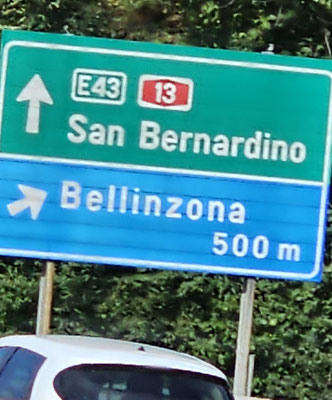 E43 13
San Bernardino
Bellinzona
500 m